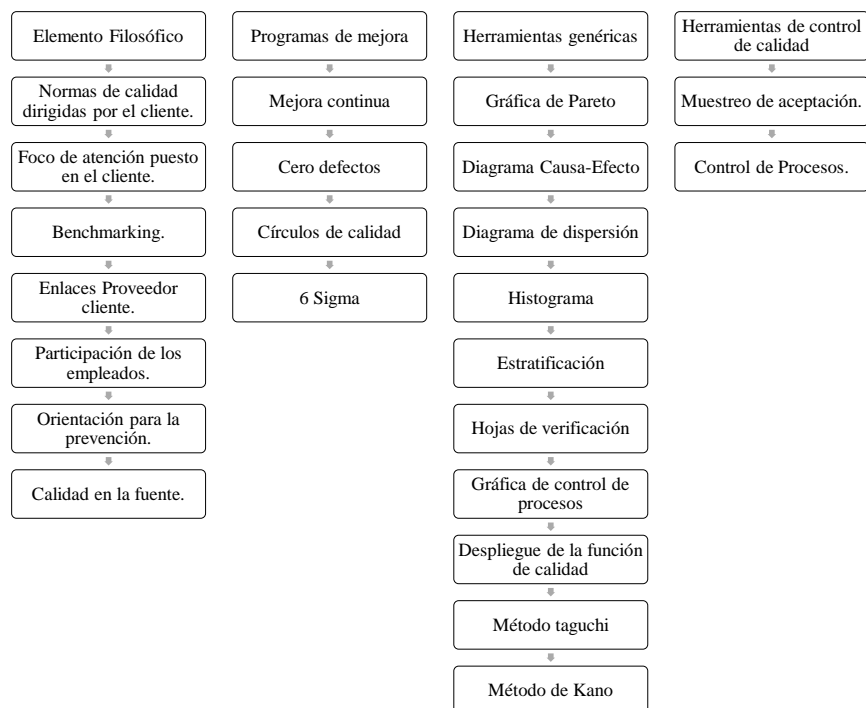 Elemento Filosófico
Normas de calidad
dirigidas por el cliente.
Foco de atención puesto
en el cliente.
Benchmarking.
Enlaces Proveedor
cliente.
Participación de los
empleados.
Orientación para la
prevención.
Calidad en la fuente.
Programas de mejora
Mejora continua
Cero defectos
Círculos de calidad
6 Sigma
Herramientas genéricas
Gráfica de Pareto
Diagrama Causa-Efecto
Diagrama de dispersión
Histograma
Estratificación
Hojas de verificación
Gráfica de control de
procesos
Despliegue de la función
de calidad
Método taguchi
Método de Kano
Herramientas de control
de calidad
Muestreo de aceptación.
Control de Procesos.